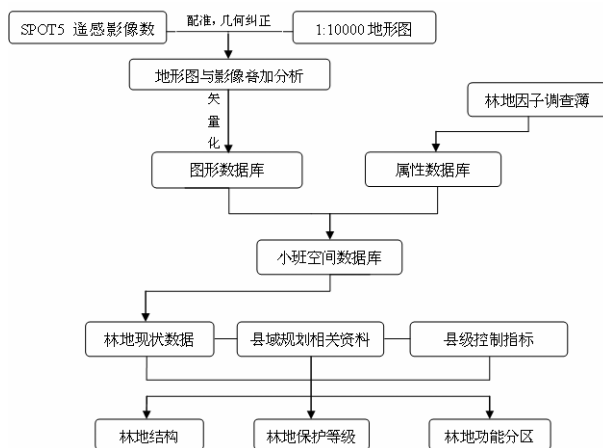 SPOT5 遥感影像数
配准，几何纠正
1:10000 地形图
地形图与影像叠加分析
林地因子调查薄
矢量化
图形数据库
属性数据库
小班空间数据库
林地现状数据
县域规划相关资料
县级控制指标
林地结构
林地保护等级
林地功能分区